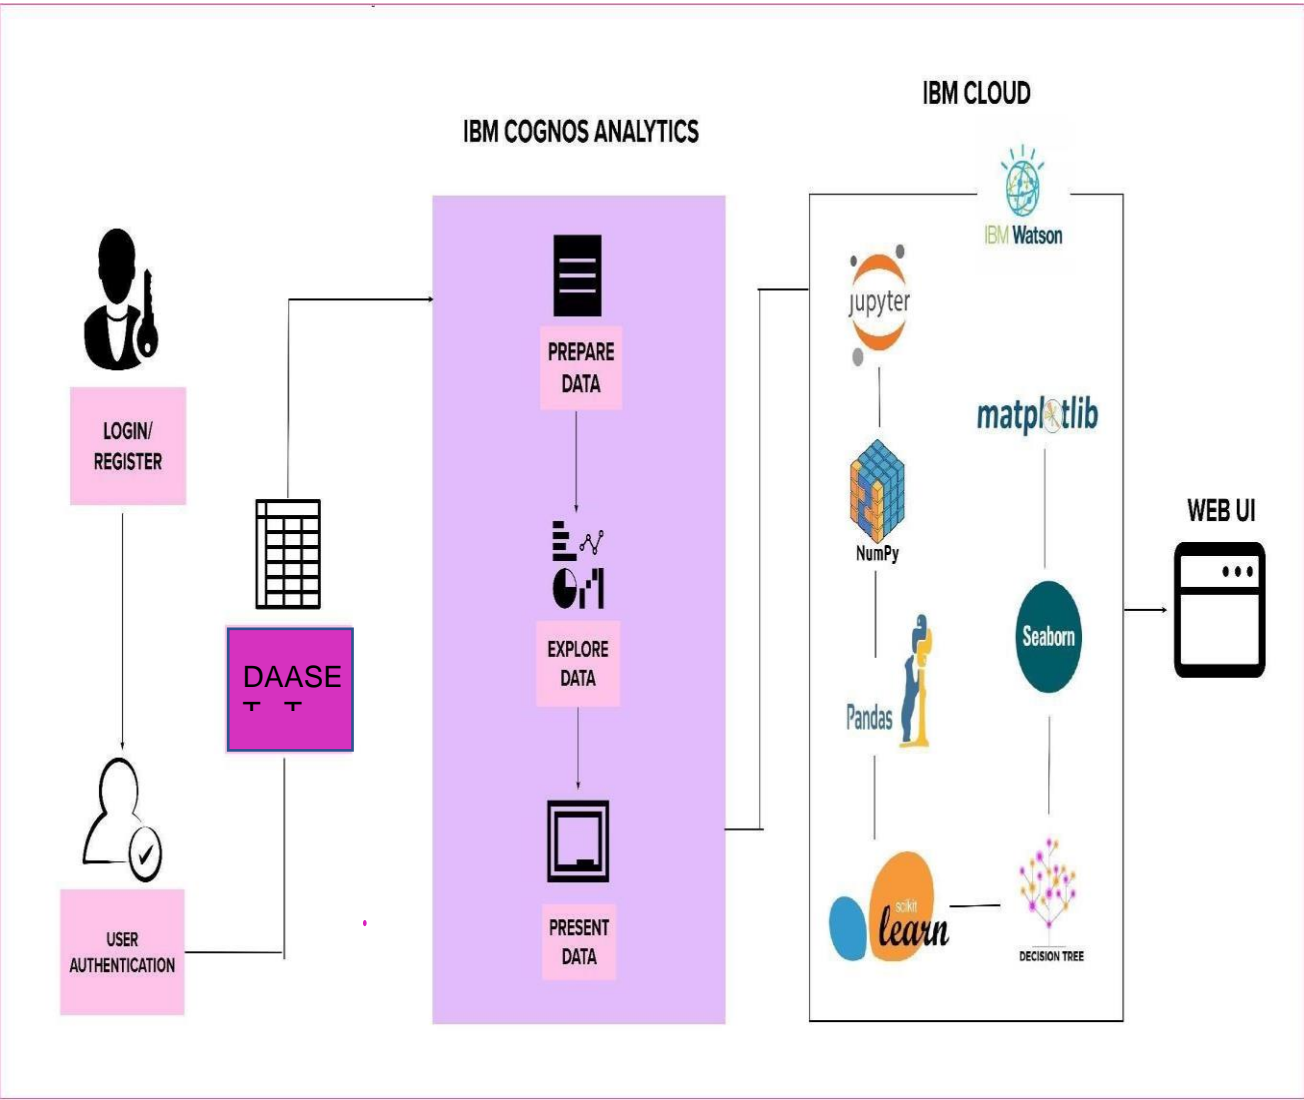 IBM CLOUD
IBM COGNOS ANALYTICS
IBM Watson
LOGIN/
REGISTER
DAASE
T T
USER
AUTHENTICATION
PREPARE
DATA
EXPLORE
DATA
PRESENT
DATA
jupyter
NumPy
Pandas
scikit
learn
matplotlib
Seaborn
DECISION TREE
WEB UI